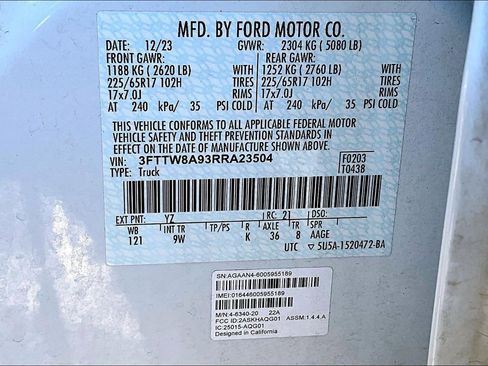 MFD. BY FORD MOTOR CO.
DATE: 12/23 GVWR: 2304 KG ( 5080 LB)
FRONT GAWR: REAR GAWR:
1188 KG ( 2620 LB) 1252 KG ( 2760 LB)
225/65R17 102H TIRES 225/65R17 102H TIRES
17x7.0J RIMS 17x7.0J RIMS
AT 240 kPa/ 35 PSI COLD AT 240 kPa/ 35 PSI COLD
THIS VEHICLE CONFORMS TO ALL APPLICABLE FEDERAL MOTOR
VEHICLE SAFETY AND THEFT PREVENTION STANDARDS IN
EFFECT ON THE DATE OF MANUFACTURE SHOWN ABOVE.
VIN: 3FTTW8A93RRA23504 F0203
TYPE: Truck T0438
EXT PNT: YZ RC: 21 DSO:
WB INT TR TP/PS R AXLE TR S
121 9W K 36 8 AAGE
UTC SU5A-1520472-BA
SN:AGAAN4-6005955189
IMEI:016446005955189
M/N:4-6340-20 22A
FCC ID:2ASKHAQG01 ASSM:1.4.4.A
IC:25015-AQG01
Designed in California